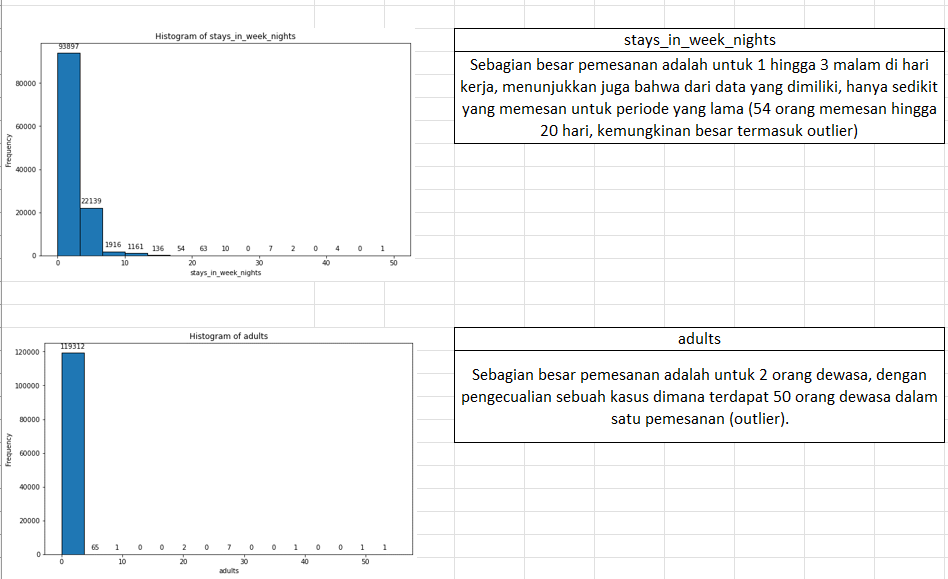 Histogram of stays_in_week_nights
93897
80000
60000
40000
20000
0
Frequency
22139
1916 1161 136 54 63 10 0 7 2 0 4 0 1
0 10 20 30 40 50
stays_in_week_nights
stays_in_week_nights
Sebagian besar pemesanan adalah untuk 1 hingga 3 malam di hari
kerja, menunjukkan juga bahwa dari data yang dimiliki, hanya sedikit
yang memesan untuk periode yang lama (54 orang memesan hingga
20 hari, kemungkinan besar termasuk outlier)
Histogram of adults
119312
120000
100000
80000
60000
40000
20000
0
Frequency
65 1 0 0 2 0 7 0 0 1 0 0 1 1
0 10 20 30 40 50
adults
adults
Sebagian besar pemesanan adalah untuk 2 orang dewasa, dengan
pengecualian sebuah kasus dimana terdapat 50 orang dewasa dalam
satu pemesanan (outlier).